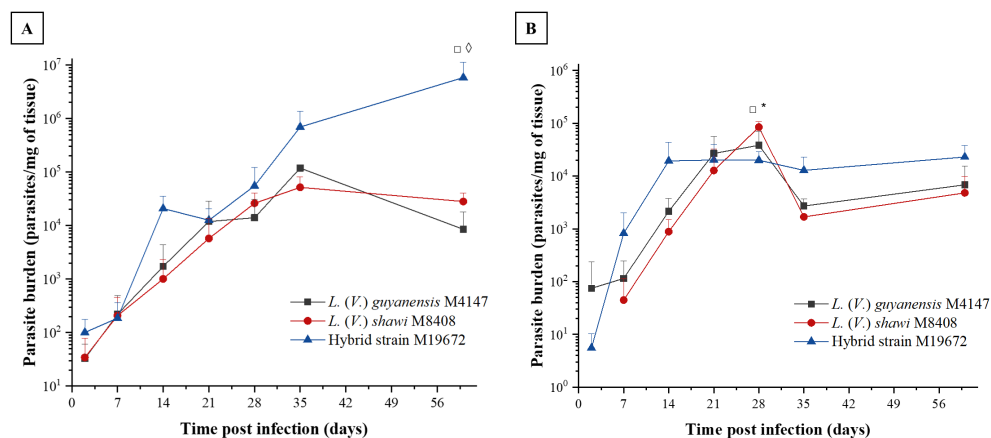 A
Parasite burden (parasites/mg of tissue)
10^7
10^6
10^5
10^4
10^3
10^2
10^1
□ ◊
L. (V.) guyanensis M4147
L. (V.) shawi M8408
Hybrid strain M19672
0 7 14 21 28 35 42 49 56
Time post infection (days)
B
Parasite burden (parasites/mg of tissue)
10^6
10^5
10^4
10^3
10^2
10^1
10^0
□ *
L. (V.) guyanensis M4147
L. (V.) shawi M8408
Hybrid strain M19672
0 7 14 21 28 35 42 49 56
Time post infection (days)